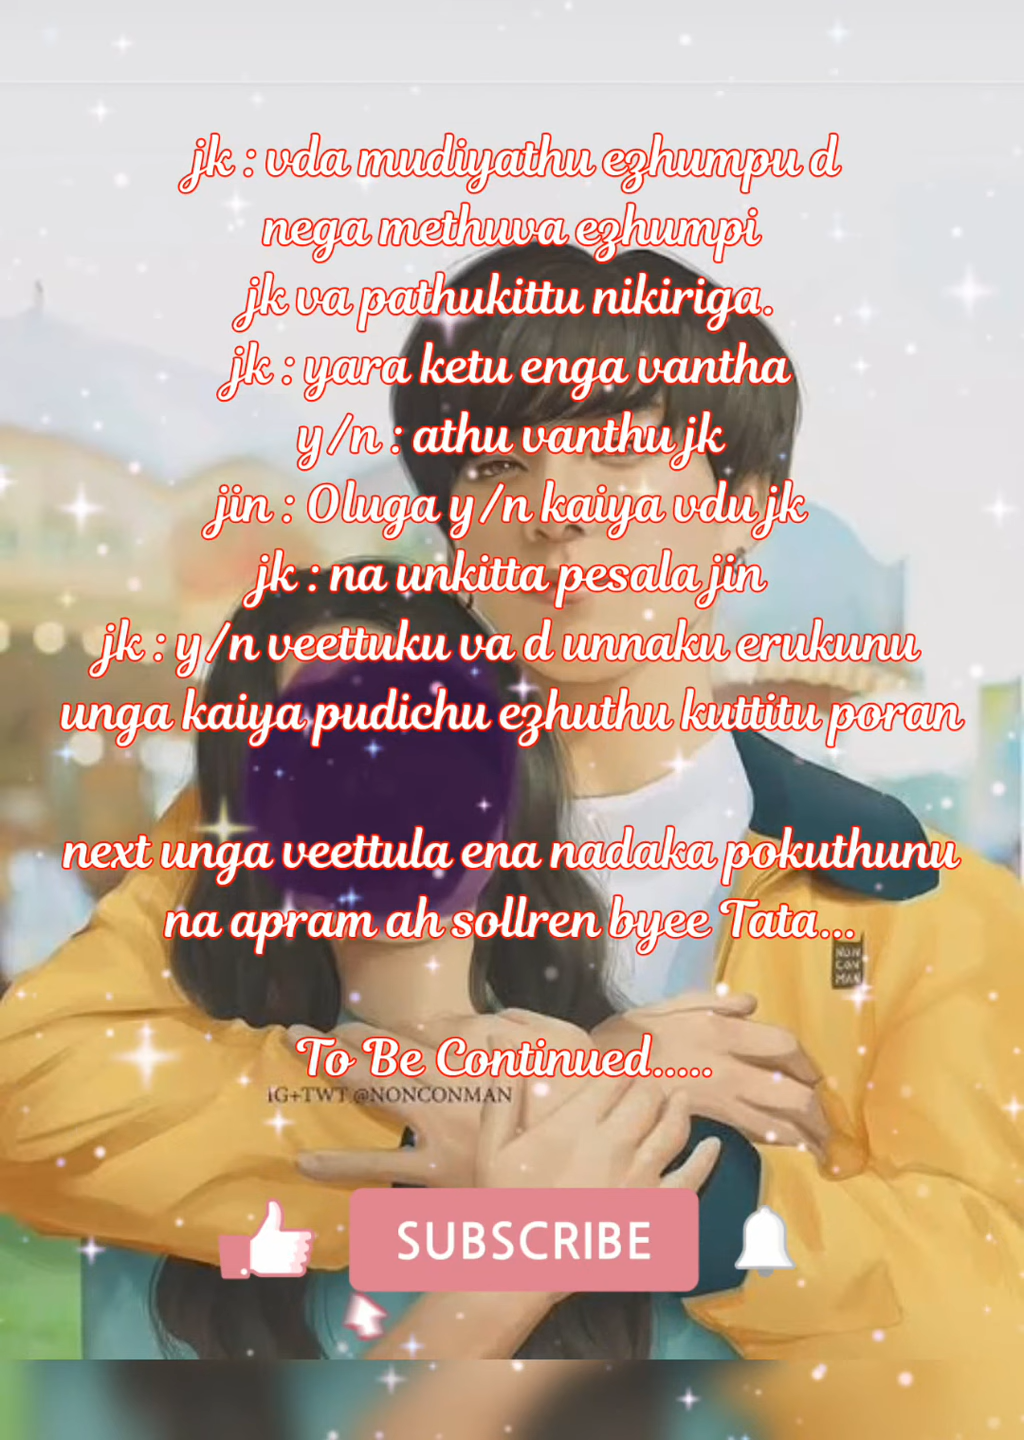 jk : vda mudiyathu ezhumpu d
nega methuva ezhumpi
jk va pathukittu nikiriga.
jk : yara ketu enga vantha
y/n : athu vanthu jk
jin : Oluga y/n kaiya vdu jk
jk : na unkitta pesala jin
jk : y/n veettuku va d unnaku erukunu
unga kaiya pudichu ezhuthu kuttitu poran
next unga veettula ena nadaka pokuthunu
na apram ah sollren byee Tata...
NON
CON
MAN
To Be Continued.....
IG+TWT @NONCONMAN
SUBSCRIBE